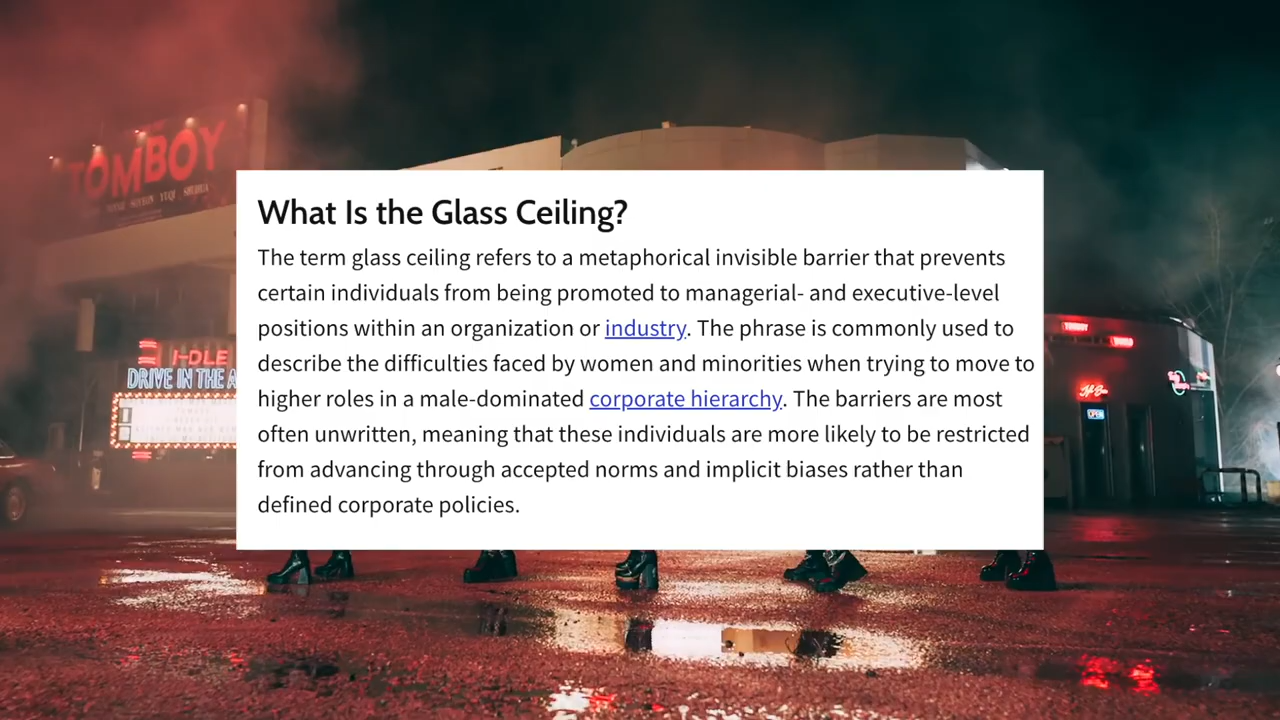 TOMBOY
SOYEON YUQI SHUHUA
What Is the Glass Ceiling?
The term glass ceiling refers to a metaphorical invisible barrier that prevents
certain individuals from being promoted to managerial- and executive-level
positions within an organization or industry. The phrase is commonly used to
describe the difficulties faced by women and minorities when trying to move to
higher roles in a male-dominated corporate hierarchy. The barriers are most
often unwritten, meaning that these individuals are more likely to be restricted
from advancing through accepted norms and implicit biases rather than
defined corporate policies.
I-DLE
DRIVE IN THE A
TOMBOY
OPEN